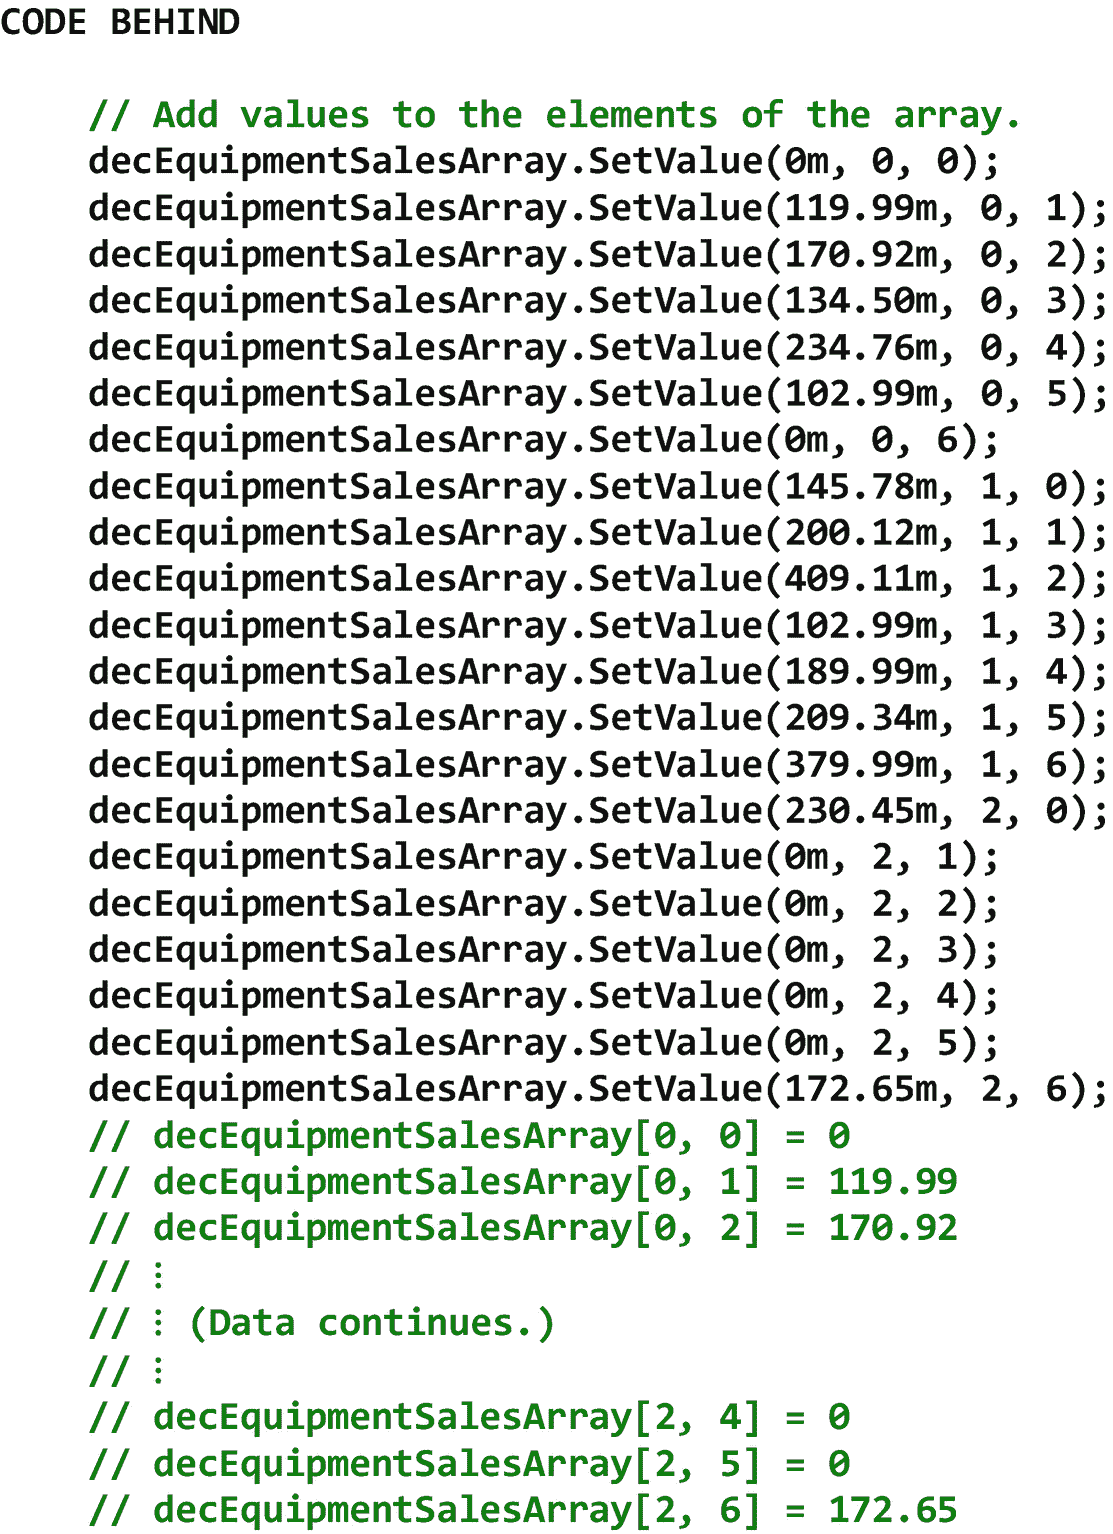 CODE BEHIND
// Add values to the elements of the array.
decEquipmentSalesArray.SetValue(0m, 0, 0);
decEquipmentSalesArray.SetValue(119.99m, 0, 1);
decEquipmentSalesArray.SetValue(170.92m, 0, 2);
decEquipmentSalesArray.SetValue(134.50m, 0, 3);
decEquipmentSalesArray.SetValue(234.76m, 0, 4);
decEquipmentSalesArray.SetValue(102.99m, 0, 5);
decEquipmentSalesArray.SetValue(0m, 0, 6);
decEquipmentSalesArray.SetValue(145.78m, 1, 0);
decEquipmentSalesArray.SetValue(200.12m, 1, 1);
decEquipmentSalesArray.SetValue(409.11m, 1, 2);
decEquipmentSalesArray.SetValue(102.99m, 1, 3);
decEquipmentSalesArray.SetValue(189.99m, 1, 4);
decEquipmentSalesArray.SetValue(209.34m, 1, 5);
decEquipmentSalesArray.SetValue(379.99m, 1, 6);
decEquipmentSalesArray.SetValue(230.45m, 2, 0);
decEquipmentSalesArray.SetValue(0m, 2, 1);
decEquipmentSalesArray.SetValue(0m, 2, 2);
decEquipmentSalesArray.SetValue(0m, 2, 3);
decEquipmentSalesArray.SetValue(0m, 2, 4);
decEquipmentSalesArray.SetValue(0m, 2, 5);
decEquipmentSalesArray.SetValue(172.65m, 2, 6);
// decEquipmentSalesArray[0, 0] = 0
// decEquipmentSalesArray[0, 1] = 119.99
// decEquipmentSalesArray[0, 2] = 170.92
// ⋮
// ⋮ (Data continues.)
// ⋮
// decEquipmentSalesArray[2, 4] = 0
// decEquipmentSalesArray[2, 5] = 0
// decEquipmentSalesArray[2, 6] = 172.65